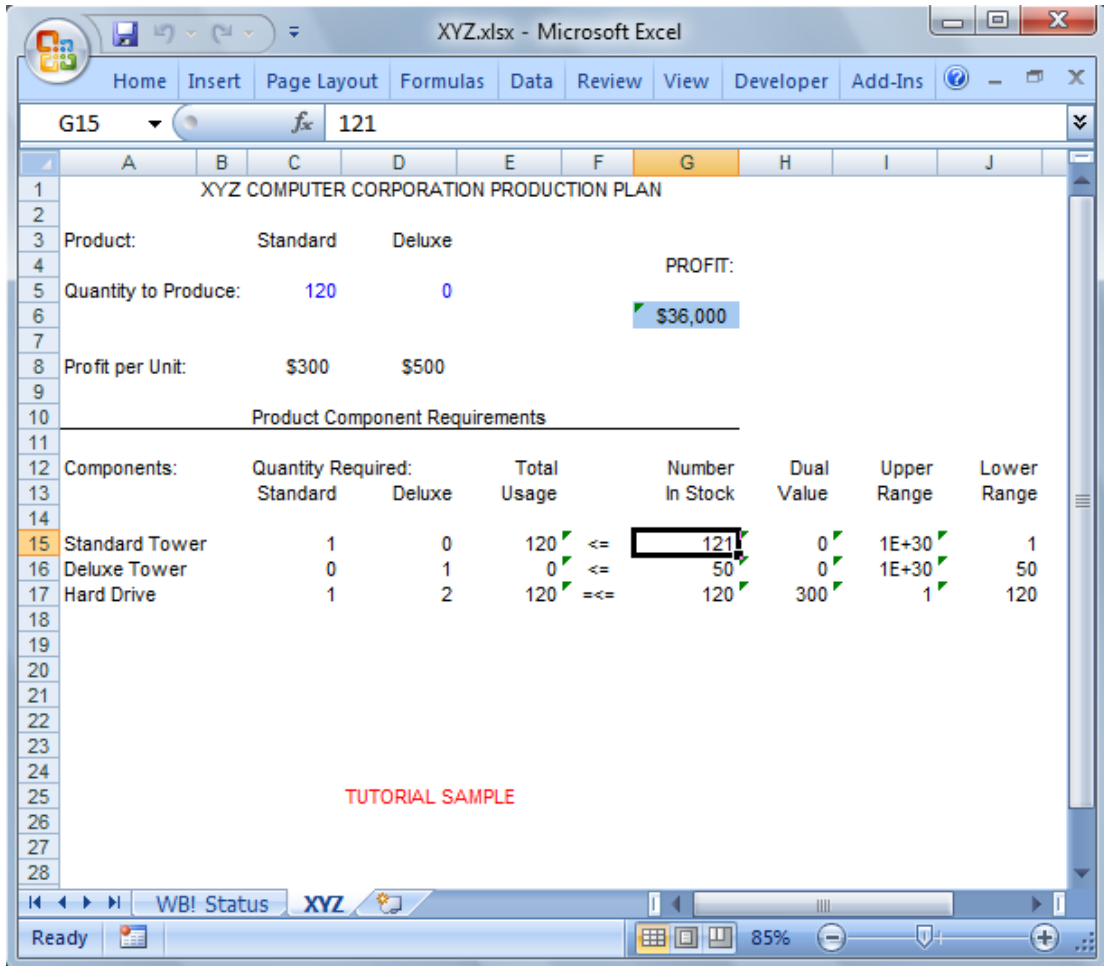 XYZ.xlsx - Microsoft Excel
Home Insert Page Layout Formulas Data Review View Developer Add-Ins
G15 fx 121
A B C D E F G H I J
1 XYZ COMPUTER CORPORATION PRODUCTION PLAN
2
3 Product: Standard Deluxe
4 PROFIT:
5 Quantity to Produce: 120 0
6 $36,000
7
8 Profit per Unit: $300 $500
9
10 Product Component Requirements
11
12 Components: Quantity Required: Total Number Dual Upper Lower
13 Standard Deluxe Usage In Stock Value Range Range
14
15 Standard Tower 1 0 120 <= 121 0 1E+30 1
16 Deluxe Tower 0 1 0 <= 50 0 1E+30 50
17 Hard Drive 1 2 120 =<= 120 300 1 120
18
19
20
21
22
23
24
25 TUTORIAL SAMPLE
26
27
28
WB! Status XYZ
Ready 85%